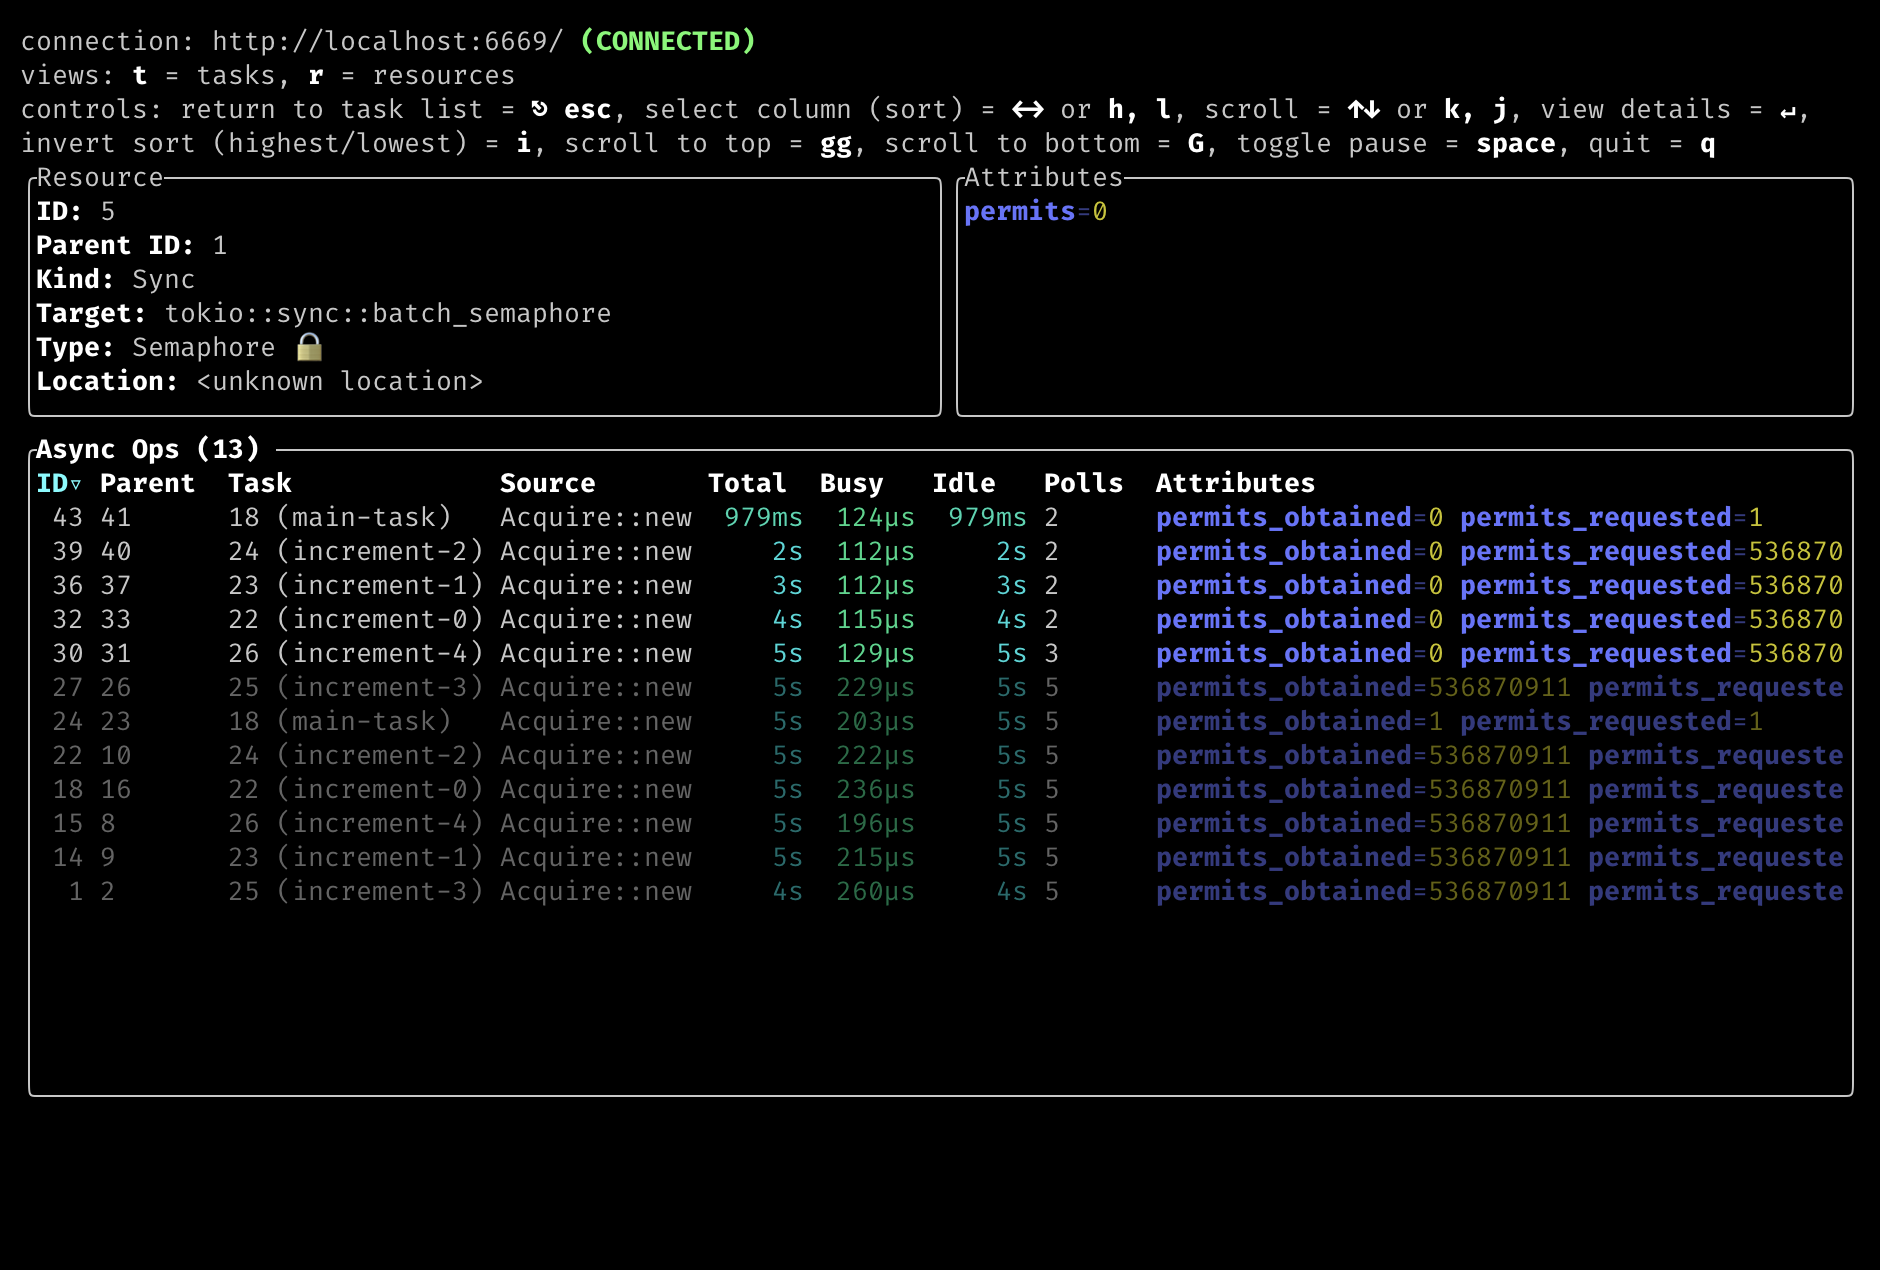 connection: http://localhost:6669/ (CONNECTED)
views: t = tasks, r = resources
controls: return to task list = ⎋ esc, select column (sort) = ↔ or h, l, scroll = ↑↓ or k, j, view details = ↵,
invert sort (highest/lowest) = i, scroll to top = gg, scroll to bottom = G, toggle pause = space, quit = q
Resource
ID: 5
Parent ID: 1
Kind: Sync
Target: tokio::sync::batch_semaphore
Type: Semaphore 🔒
Location: <unknown location>
Attributes
permits=0
Async Ops (13)
ID▿ Parent Task Source Total Busy Idle Polls Attributes
43 41 18 (main-task) Acquire::new 979ms 124µs 979ms 2 permits_obtained=0 permits_requested=1
39 40 24 (increment-2) Acquire::new 2s 112µs 2s 2 permits_obtained=0 permits_requested=536870
36 37 23 (increment-1) Acquire::new 3s 112µs 3s 2 permits_obtained=0 permits_requested=536870
32 33 22 (increment-0) Acquire::new 4s 115µs 4s 2 permits_obtained=0 permits_requested=536870
30 31 26 (increment-4) Acquire::new 5s 129µs 5s 3 permits_obtained=0 permits_requested=536870
27 26 25 (increment-3) Acquire::new 5s 229µs 5s 5 permits_obtained=536870911 permits_requeste
24 23 18 (main-task) Acquire::new 5s 203µs 5s 5 permits_obtained=1 permits_requested=1
22 10 24 (increment-2) Acquire::new 5s 222µs 5s 5 permits_obtained=536870911 permits_requeste
18 16 22 (increment-0) Acquire::new 5s 236µs 5s 5 permits_obtained=536870911 permits_requeste
15 8 26 (increment-4) Acquire::new 5s 196µs 5s 5 permits_obtained=536870911 permits_requeste
14 9 23 (increment-1) Acquire::new 5s 215µs 5s 5 permits_obtained=536870911 permits_requeste
1 2 25 (increment-3) Acquire::new 4s 260µs 4s 5 permits_obtained=536870911 permits_requeste